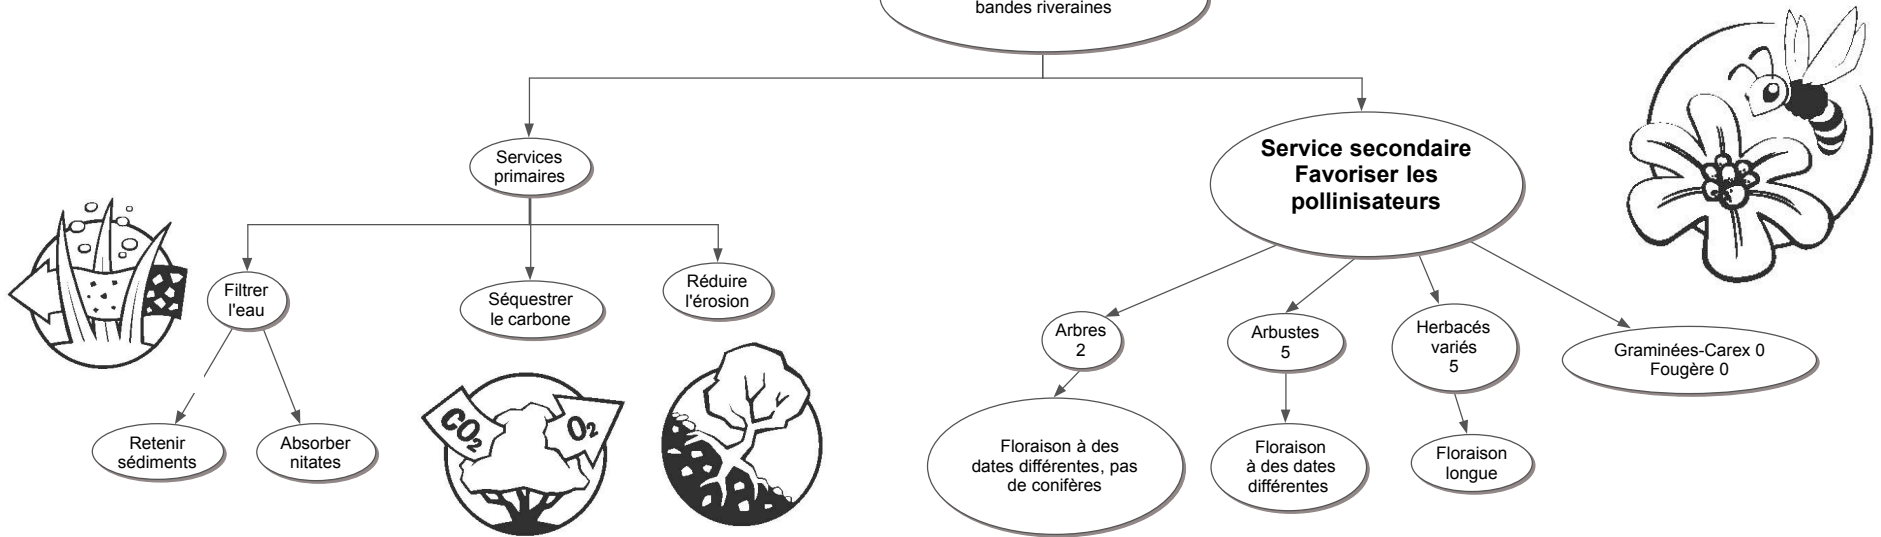 bandes riveraines
Services
primaires
Service secondaire
Favoriser les
pollinisateurs
Filtrer
l'eau
Séquestrer
le carbone
Réduire
l'érosion
Arbres
2
Arbustes
5
Herbacés
variés
5
Graminées-Carex 0
Fougère 0
CO2
O2
Retenir
sédiments
Absorber
nitates
Floraison à des
dates différentes, pas
de conifères
Floraison
à des dates
différentes
Floraison
longue